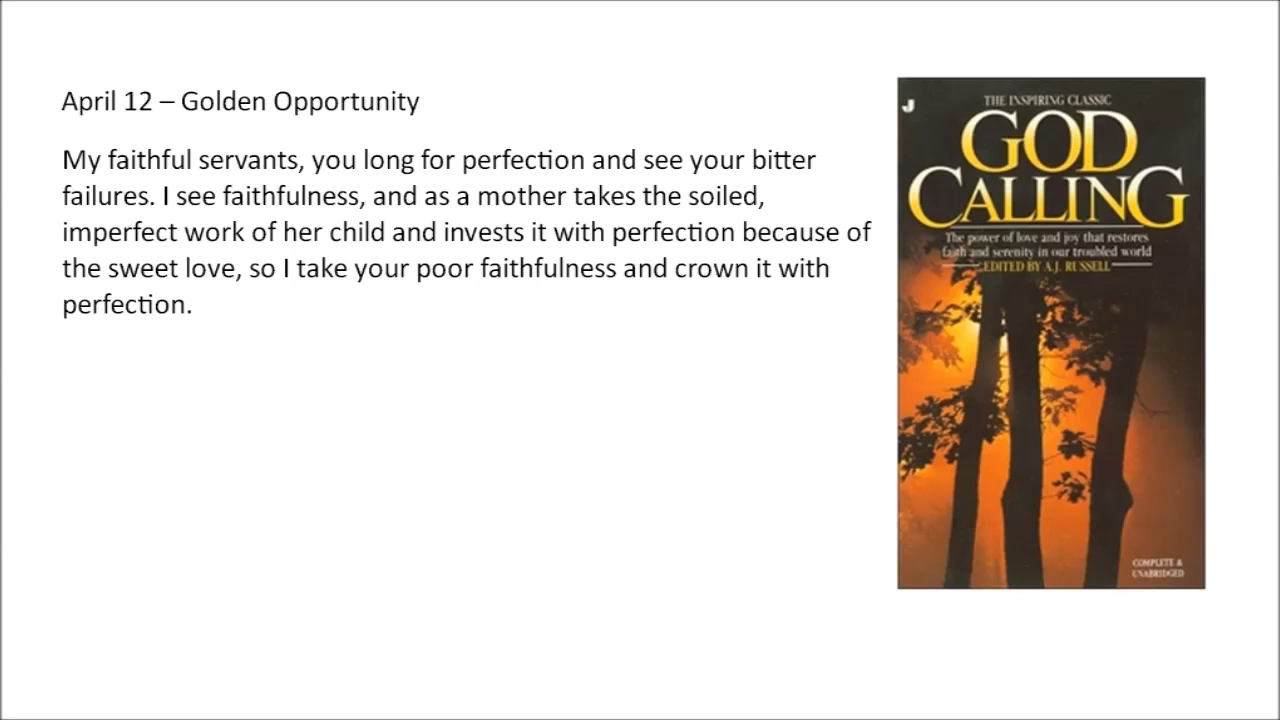 April 12 – Golden Opportunity
My faithful servants, you long for perfection and see your bitter
failures. I see faithfulness, and as a mother takes the soiled,
imperfect work of her child and invests it with perfection because of
the sweet love, so I take your poor faithfulness and crown it with
perfection.
J
THE INSPIRING CLASSIC
GOD
CALLING
The power of love and joy that restores
faith and serenity in our troubled world
EDITED BY A.J. RUSSELL
COMPLETE &
UNABRIDGED